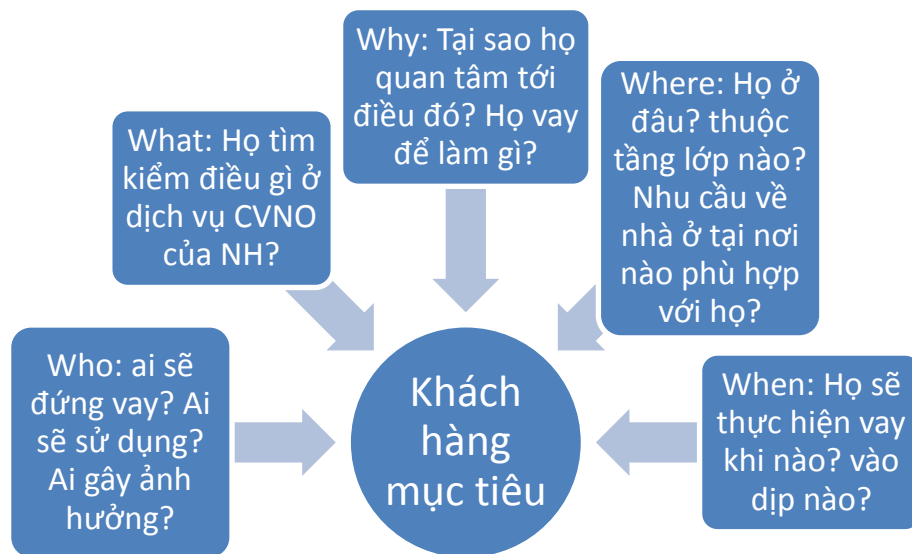 Why: Tại sao họ
quan tâm tới
điều đó? Họ vay
để làm gì?
Where: Họ ở
đâu? thuộc
tầng lớp nào?
Nhu cầu về
nhà ở tại nơi
nào phù hợp
với họ?
What: Họ tìm
kiểm điều gì ở
dịch vụ CVNO
của NH?
Who: ai sẽ
đứng vay? Ai
sẽ sử dụng?
Ai gây ảnh
hưởng?
Khách
hàng
mục tiêu
When: Họ sẽ
thực hiện vay
khi nào? vào
dịp nào?